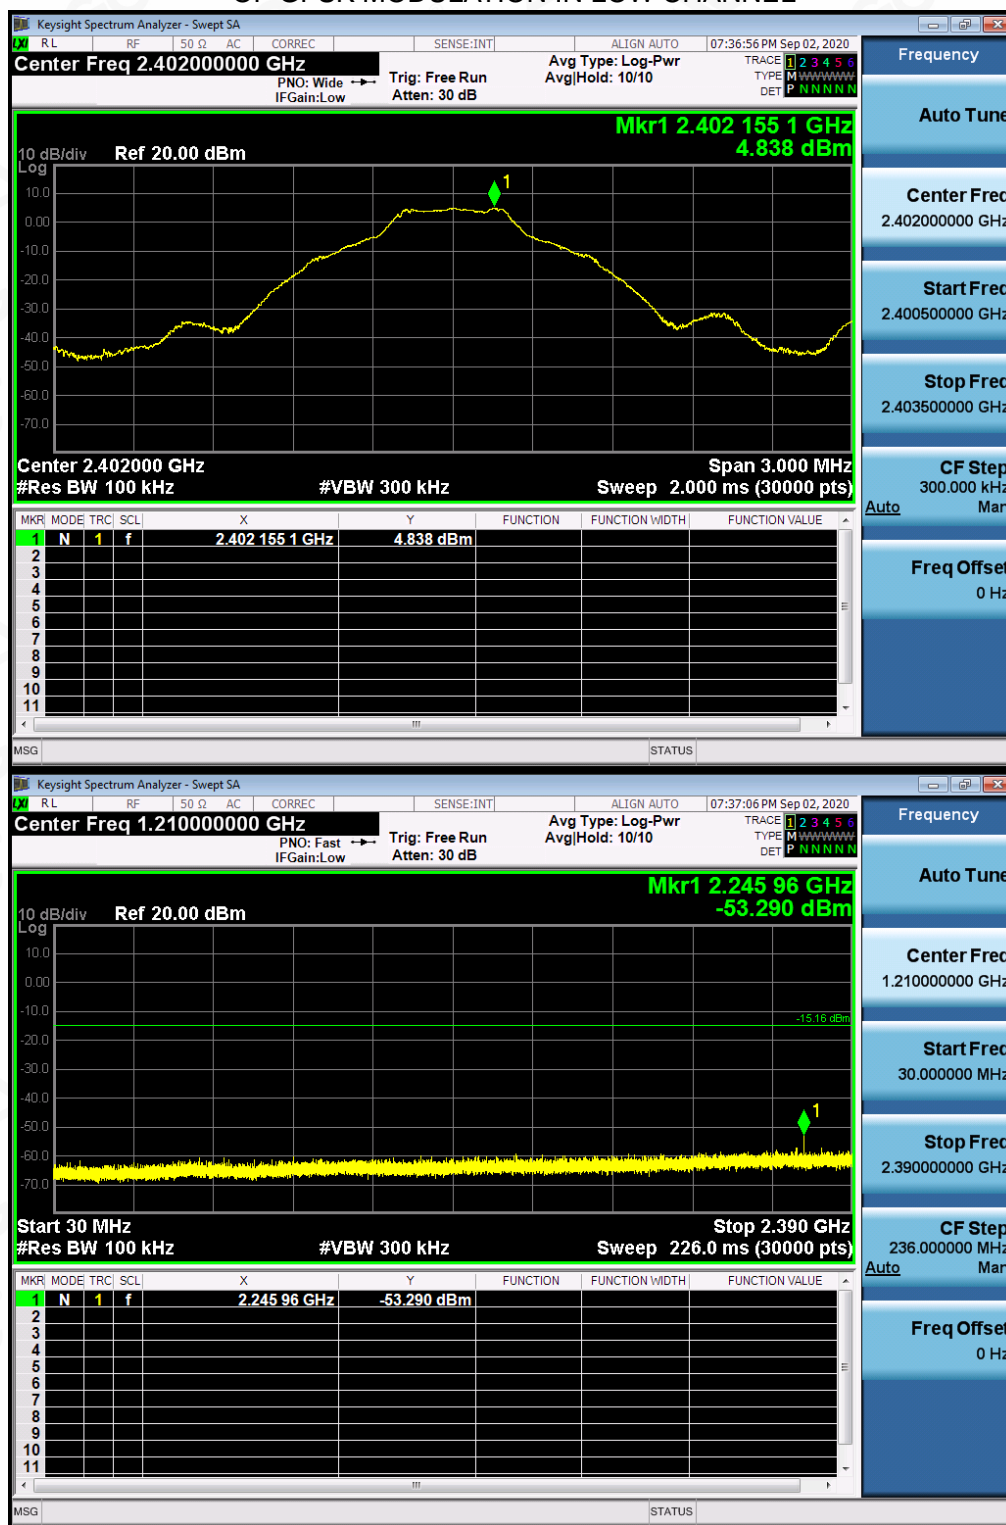 Keysight Spectrum Analyzer - Swept SA
LXI RL RF 50 Ω AC CORREC SENSE:INT ALIGN AUTO 07:36:56 PM Sep 02, 2020
Center Freq 2.402000000 GHz
PNO: Wide
IFGain:Low
Trig: Free Run
Atten: 30 dB
Avg Type: Log-Pwr
Avg|Hold: 10/10
TRACE 1 2 3 4 5 6
TYPE M WWWWW
DET P N N N N N
Mkr1 2.402 155 1 GHz
4.838 dBm
10 dB/div Ref 20.00 dBm
Log
1
10.0
0.00
-10.0
-20.0
-30.0
-40.0
-50.0
-60.0
-70.0
Center 2.402000 GHz Span 3.000 MHz
#Res BW 100 kHz #VBW 300 kHz Sweep 2.000 ms (30000 pts)
MKR MODE TRC SCL X Y FUNCTION FUNCTION WIDTH FUNCTION VALUE
1 N 1 f 2.402 155 1 GHz 4.838 dBm
2
3
4
5
6
7
8
9
10
11
MSG STATUS
Frequency
Auto Tune
Center Freq
2.402000000 GHz
Start Freq
2.400500000 GHz
Stop Freq
2.403500000 GHz
CF Step
300.000 kHz
Auto Man
Freq Offset
0 Hz
Keysight Spectrum Analyzer - Swept SA
LXI RL RF 50 Ω AC CORREC SENSE:INT ALIGN AUTO 07:37:06 PM Sep 02, 2020
Center Freq 1.210000000 GHz
PNO: Fast
IFGain:Low
Trig: Free Run
Atten: 30 dB
Avg Type: Log-Pwr
Avg|Hold: 10/10
TRACE 1 2 3 4 5 6
TYPE M WWWWW
DET P N N N N N
Mkr1 2.245 96 GHz
-53.290 dBm
10 dB/div Ref 20.00 dBm
Log
10.0
0.00
-10.0
-15.16 dBm
-20.0
-30.0
-40.0
1
-50.0
-60.0
-70.0
Start 30 MHz Stop 2.390 GHz
#Res BW 100 kHz #VBW 300 kHz Sweep 226.0 ms (30000 pts)
MKR MODE TRC SCL X Y FUNCTION FUNCTION WIDTH FUNCTION VALUE
1 N 1 f 2.245 96 GHz -53.290 dBm
2
3
4
5
6
7
8
9
10
11
MSG STATUS
Frequency
Auto Tune
Center Freq
1.210000000 GHz
Start Freq
30.000000 MHz
Stop Freq
2.390000000 GHz
CF Step
236.000000 MHz
Auto Man
Freq Offset
0 Hz